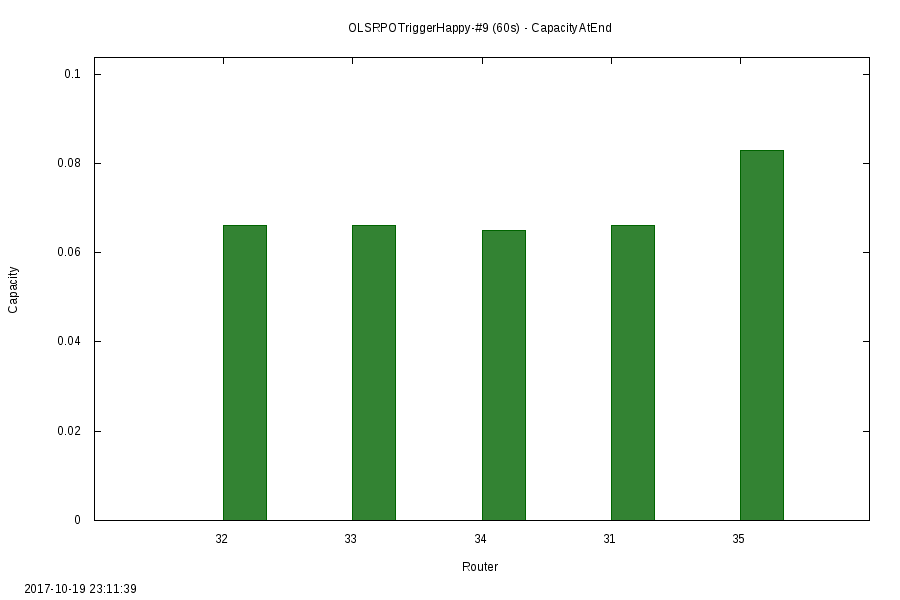 OLSRPOTriggerHappy-#9 (60s) - CapacityAtEnd
0.1
0.08
0.06
0.04
0.02
0
Capacity
32 33 34 31 35
Router
2017-10-19 23:11:39